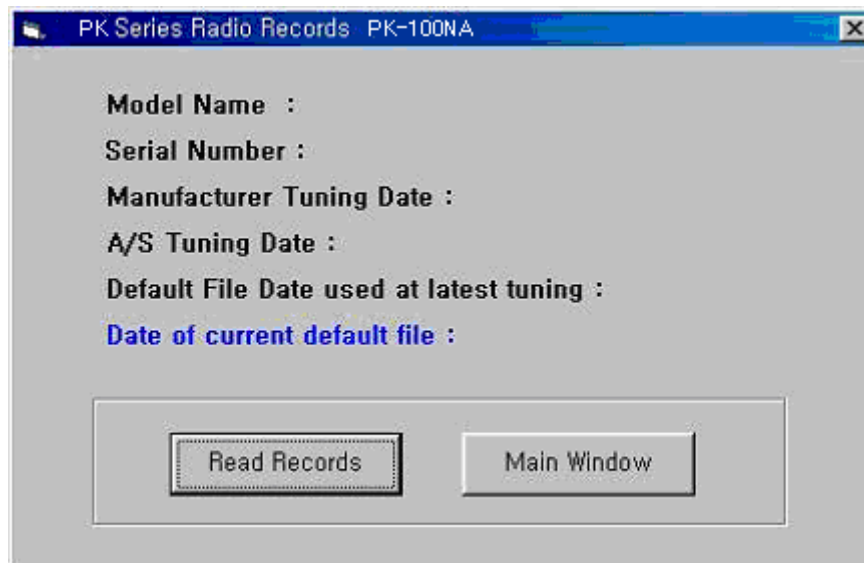 PK Series Radio Records PK-100NA
Model Name :
Serial Number :
Manufacturer Tuning Date :
A/S Tuning Date :
Default File Date used at latest tuning :
Date of current default file :
Read Records Main Window